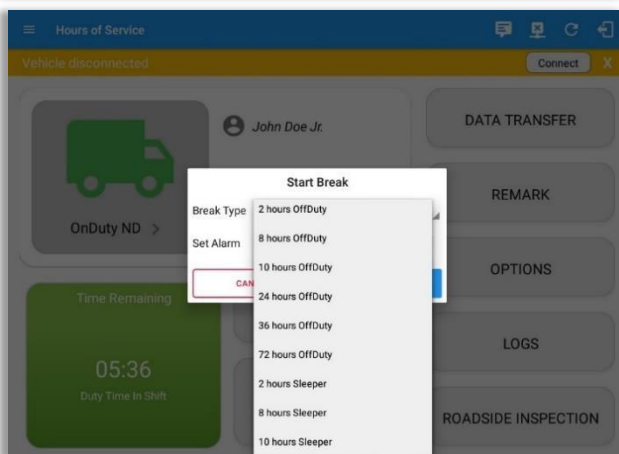 Hours of Service
Vehicle disconnected
Connect
X
John Doe Jr.
OnDuty ND >
DATA TRANSFER
REMARK
OPTIONS
LOGS
ROADSIDE INSPECTION
Start Break
Break Type
Set Alarm
CAN
2 hours OffDuty
8 hours OffDuty
10 hours OffDuty
24 hours OffDuty
36 hours OffDuty
72 hours OffDuty
2 hours Sleeper
8 hours Sleeper
10 hours Sleeper
Time Remaining
05:36
Duty Time In Shift